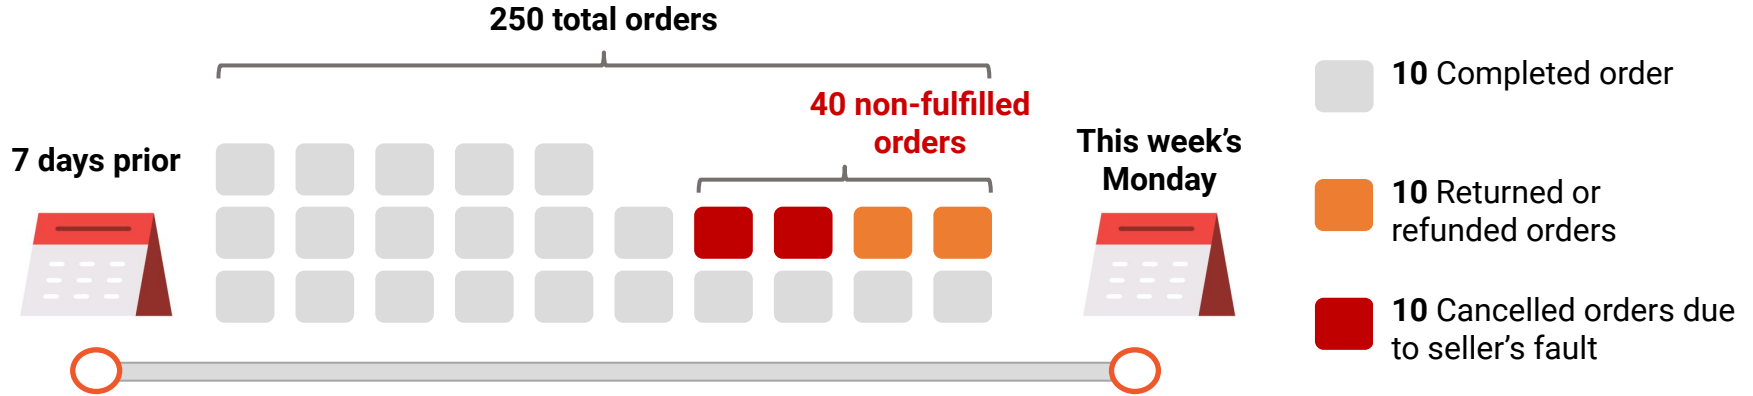 250 total orders
40 non-fulfilled
orders
7 days prior
This week’s
Monday
10 Completed order
10 Returned or
refunded orders
10 Cancelled orders due
to seller’s fault